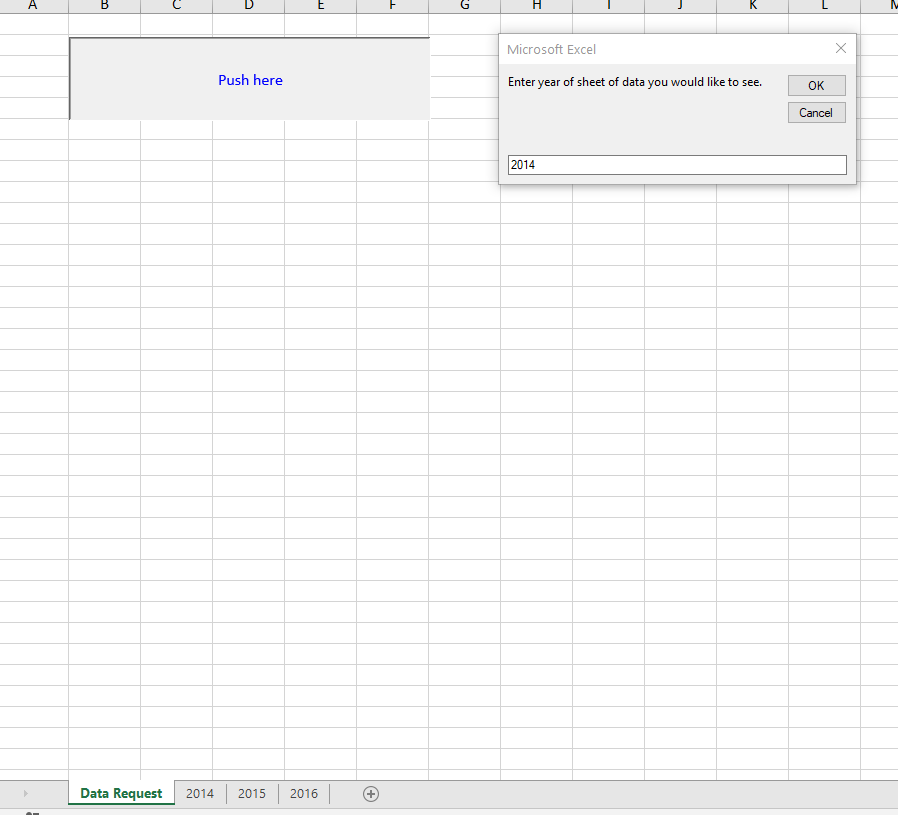 A B C D E F G H I J K L M
Push here
Microsoft Excel
Enter year of sheet of data you would like to see.
OK
Cancel
2014
Data Request 2014 2015 2016